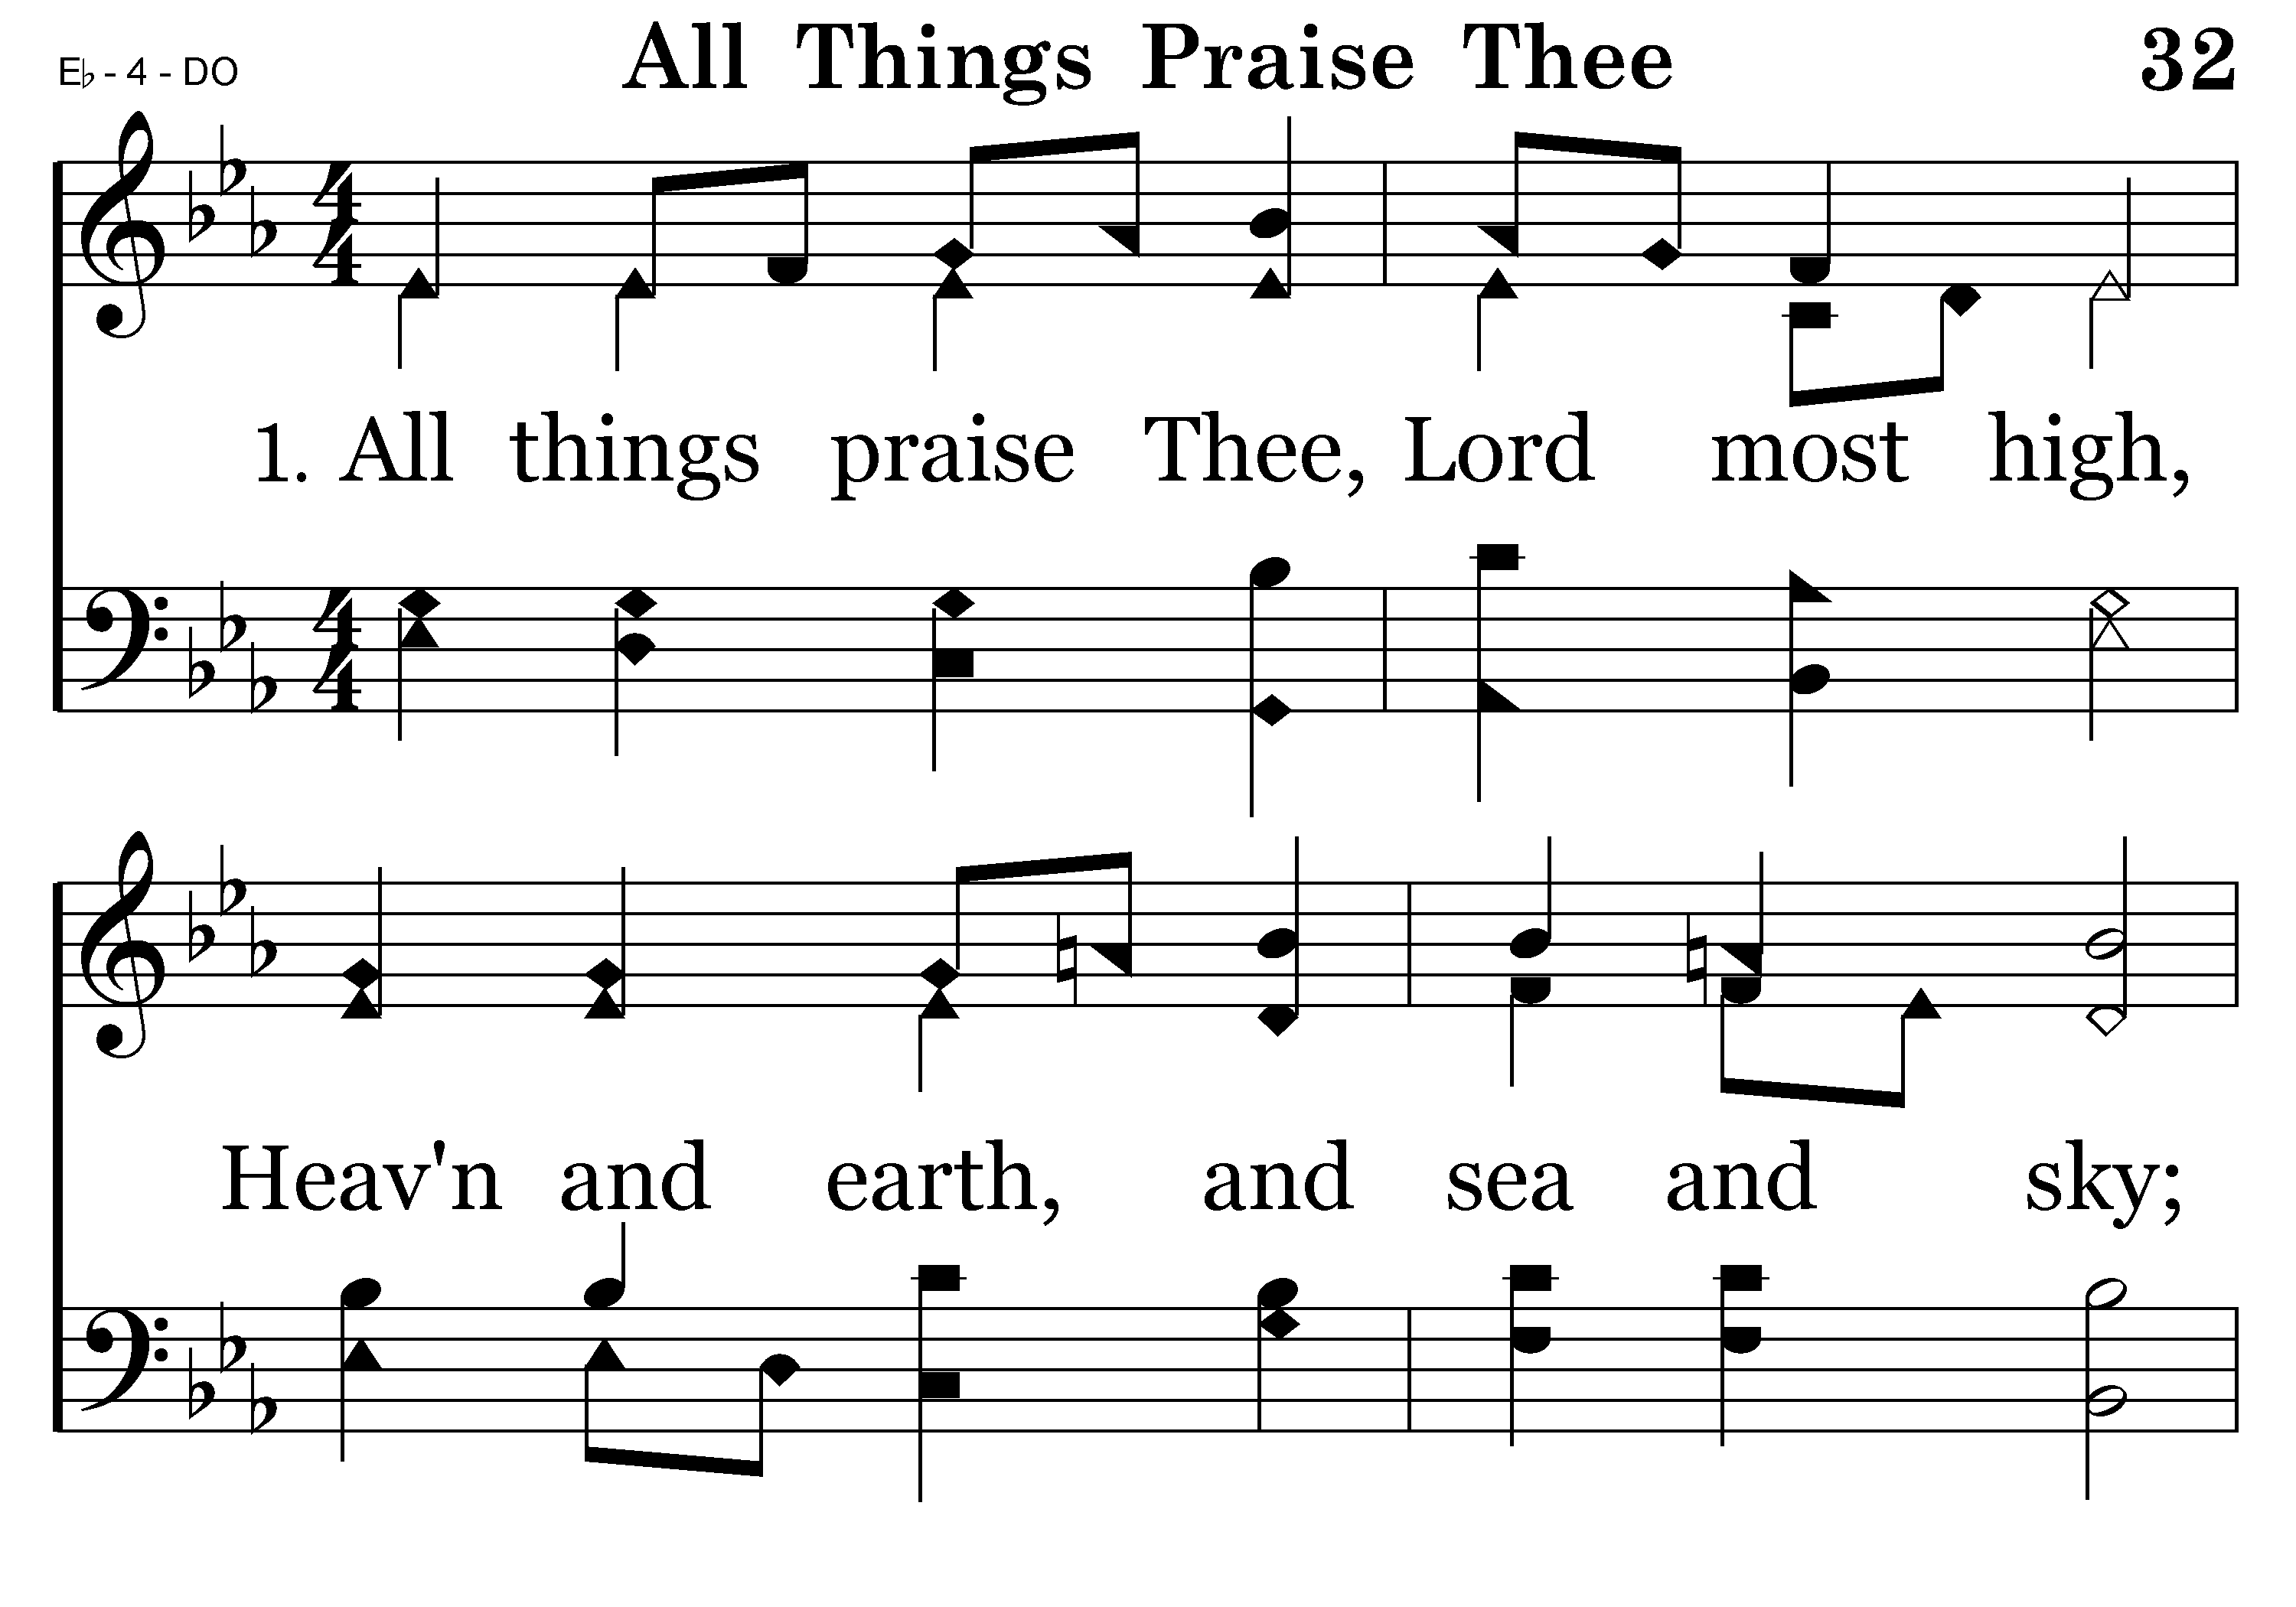 All Things Praise Thee
32
E♭ - 4 - DO
1. All things praise Thee, Lord most high,
Heav'n and earth, and sea and sky;